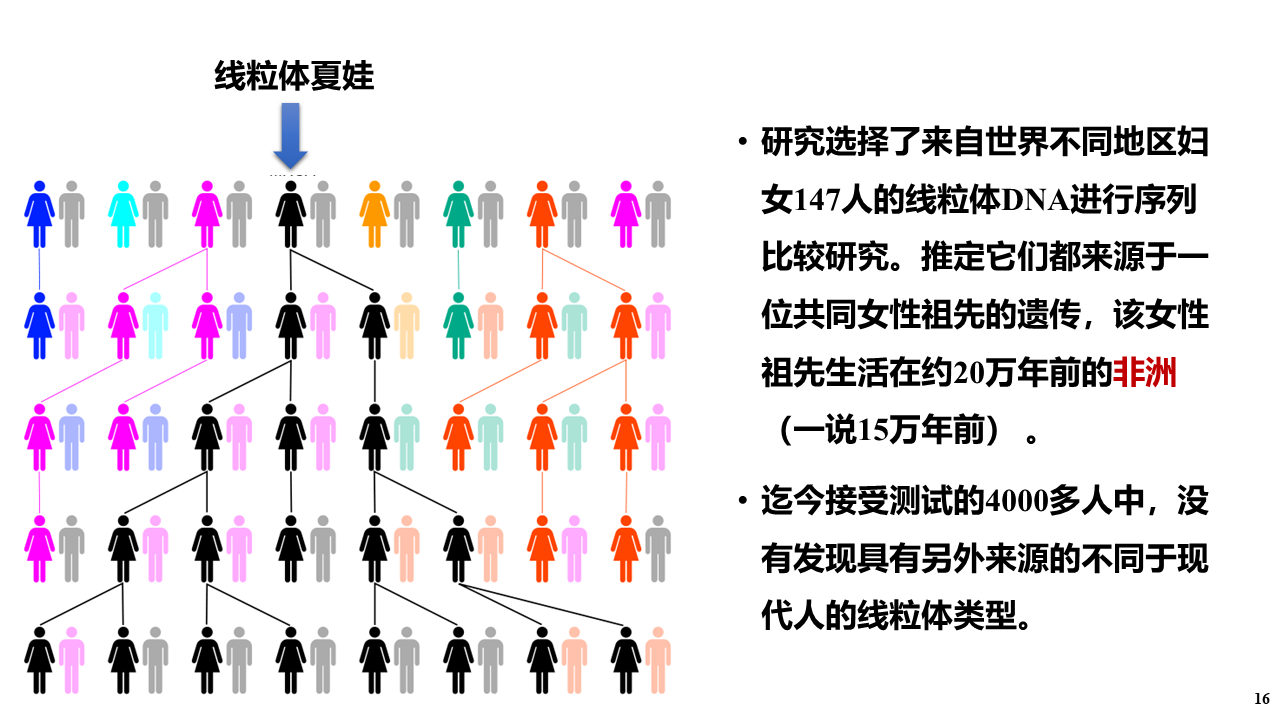 线粒体夏娃
• 研究选择了来自世界不同地区妇
女147人的线粒体DNA进行序列
比较研究。推定它们都来源于一
位共同女性祖先的遗传，该女性
祖先生活在约20万年前的非洲
（一说15万年前） 。
• 迄今接受测试的4000多人中，没
有发现具有另外来源的不同于现
代人的线粒体类型。
16